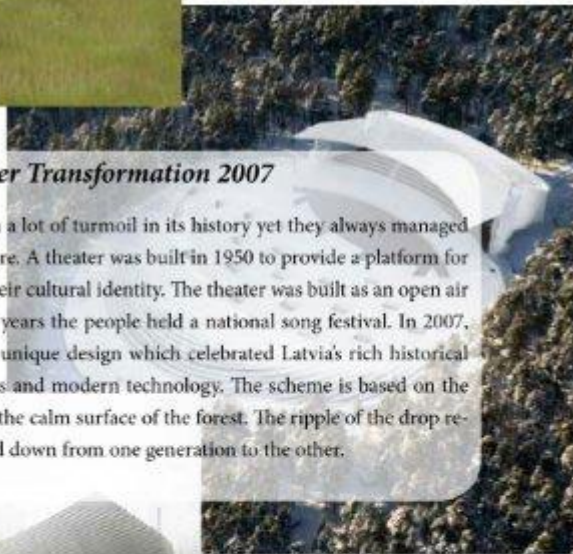 er Transformation 2007
a lot of turmoil in its history yet they always managed
re. A theater was built in 1950 to provide a platform for
eir cultural identity. The theater was built as an open air
years the people held a national song festival. In 2007,
unique design which celebrated Latvia's rich historical
s and modern technology. The scheme is based on the
the calm surface of the forest. The ripple of the drop re-
d down from one generation to the other.